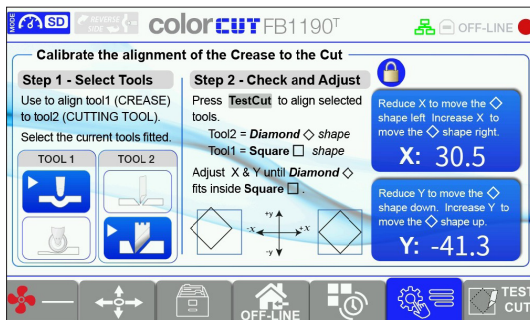 MODE
SD
REVERSE
SIDE
colorCUT FB1190T
OFF-LINE
Calibrate the alignment of the Crease to the Cut
Step 1 - Select Tools
Use to align tool1 (CREASE)
to tool2 (CUTTING TOOL).
Select the current tools fitted.
TOOL 1
TOOL 2
Step 2 - Check and Adjust
Press TestCut to align selected
tools.
Tool2 = Diamond ◇ shape
Tool1 = Square □ shape
Adjust X & Y until Diamond ◇
fits inside Square □ .
+y
-x
+x
-y
Reduce X to move the ◇
shape left Increase X to
move the ◇ shape right.
X: 30.5
Reduce Y to move the ◇
shape down. Increase Y to
move the ◇ shape up.
Y: -41.3
OFF-LINE
TEST
CUT